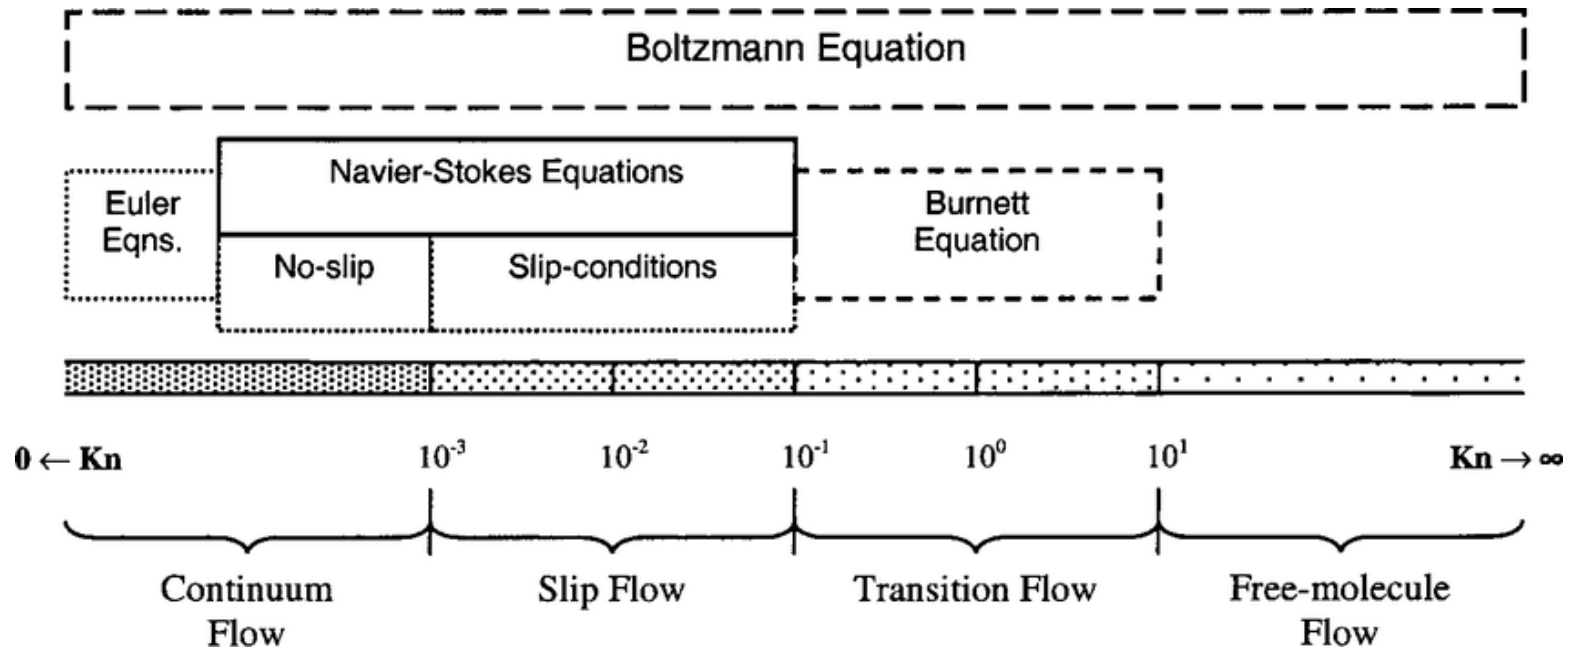 Boltzmann Equation
Navier-Stokes Equations
Euler
Eqns.
Burnett
Equation
No-slip
Slip-conditions
0 ← Kn
10⁻³
10⁻²
10⁻¹
10⁰
10¹
Kn → ∞
Continuum
Flow
Slip Flow
Transition Flow
Free-molecule
Flow